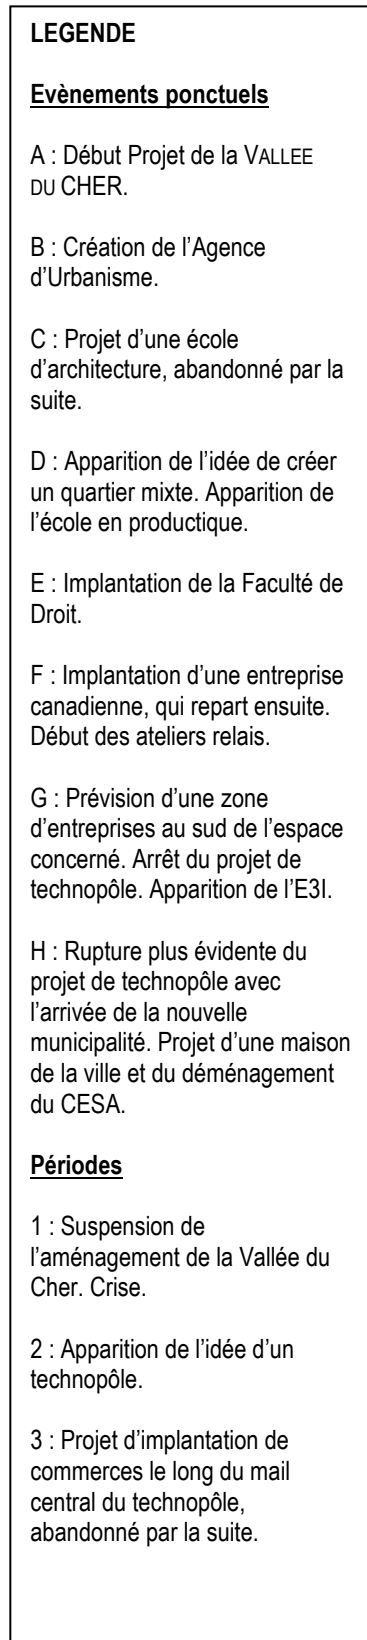 LEGENDE
Evènements ponctuels
A : Début Projet de la VALLEE
DU CHER.
B : Création de l’Agence
d’Urbanisme.
C : Projet d’une école
d’architecture, abandonné par la
suite.
D : Apparition de l’idée de créer
un quartier mixte. Apparition de
l’école en productique.
E : Implantation de la Faculté de
Droit.
F : Implantation d’une entreprise
canadienne, qui repart ensuite.
Début des ateliers relais.
G : Prévision d’une zone
d’entreprises au sud de l’espace
concerné. Arrêt du projet de
technopôle. Apparition de l’E3I.
H : Rupture plus évidente du
projet de technopôle avec
l’arrivée de la nouvelle
municipalité. Projet d’une maison
de la ville et du déménagement
du CESA.
Périodes
1 : Suspension de
l’aménagement de la Vallée du
Cher. Crise.
2 : Apparition de l’idée d’un
technopôle.
3 : Projet d’implantation de
commerces le long du mail
central du technopôle,
abandonné par la suite.